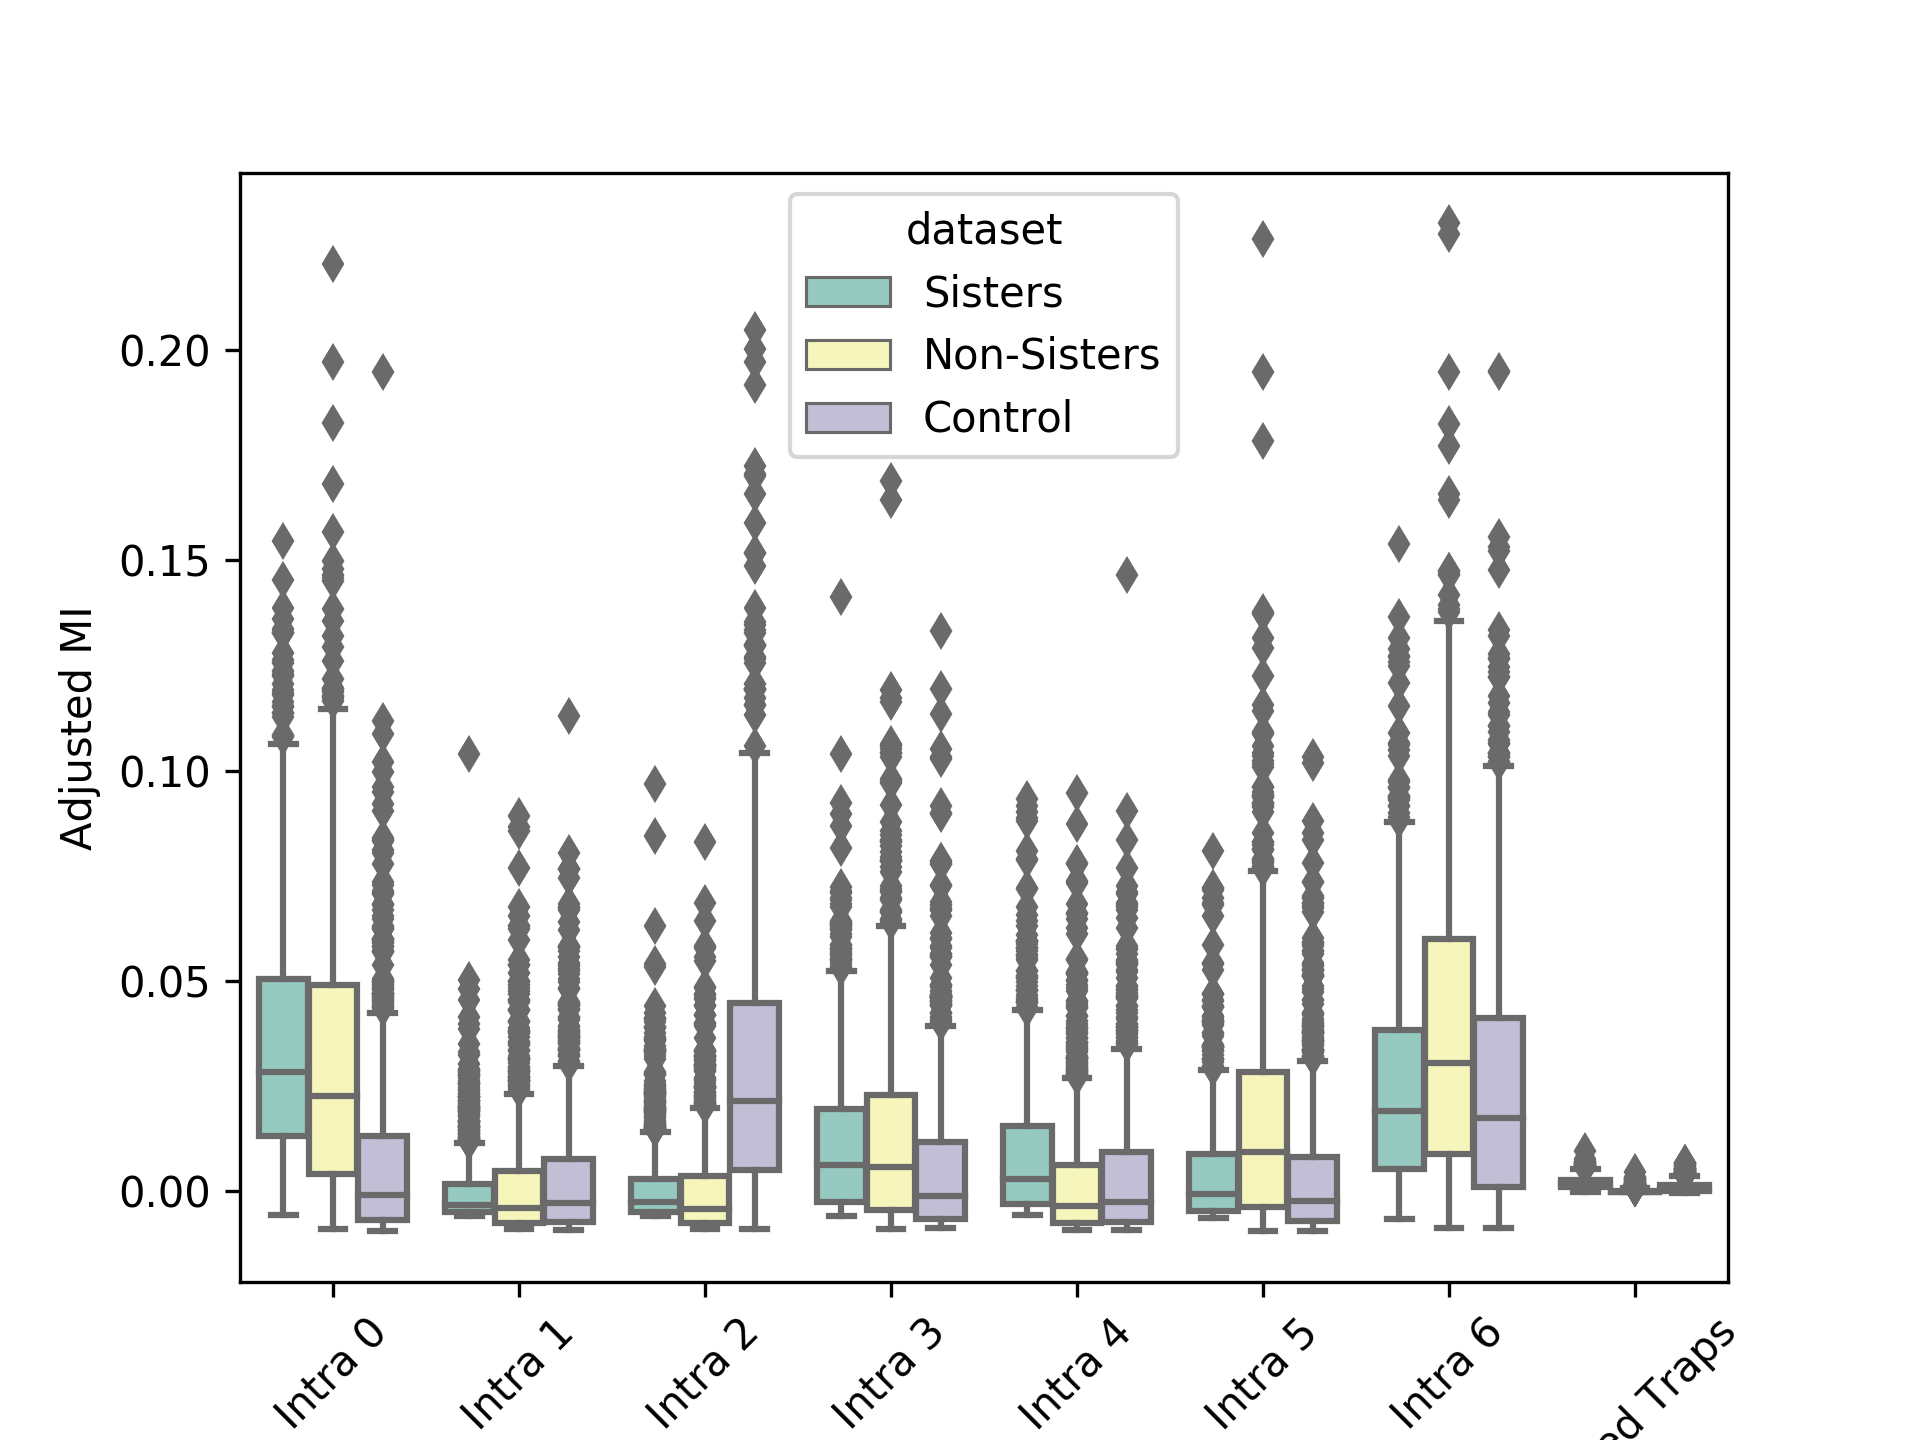 dataset
Sisters
Non-Sisters
Control
Adjusted MI
0.20
0.15
0.10
0.05
0.00
Intra 0
Intra 1
Intra 2
Intra 3
Intra 4
Intra 5
Intra 6
Traps